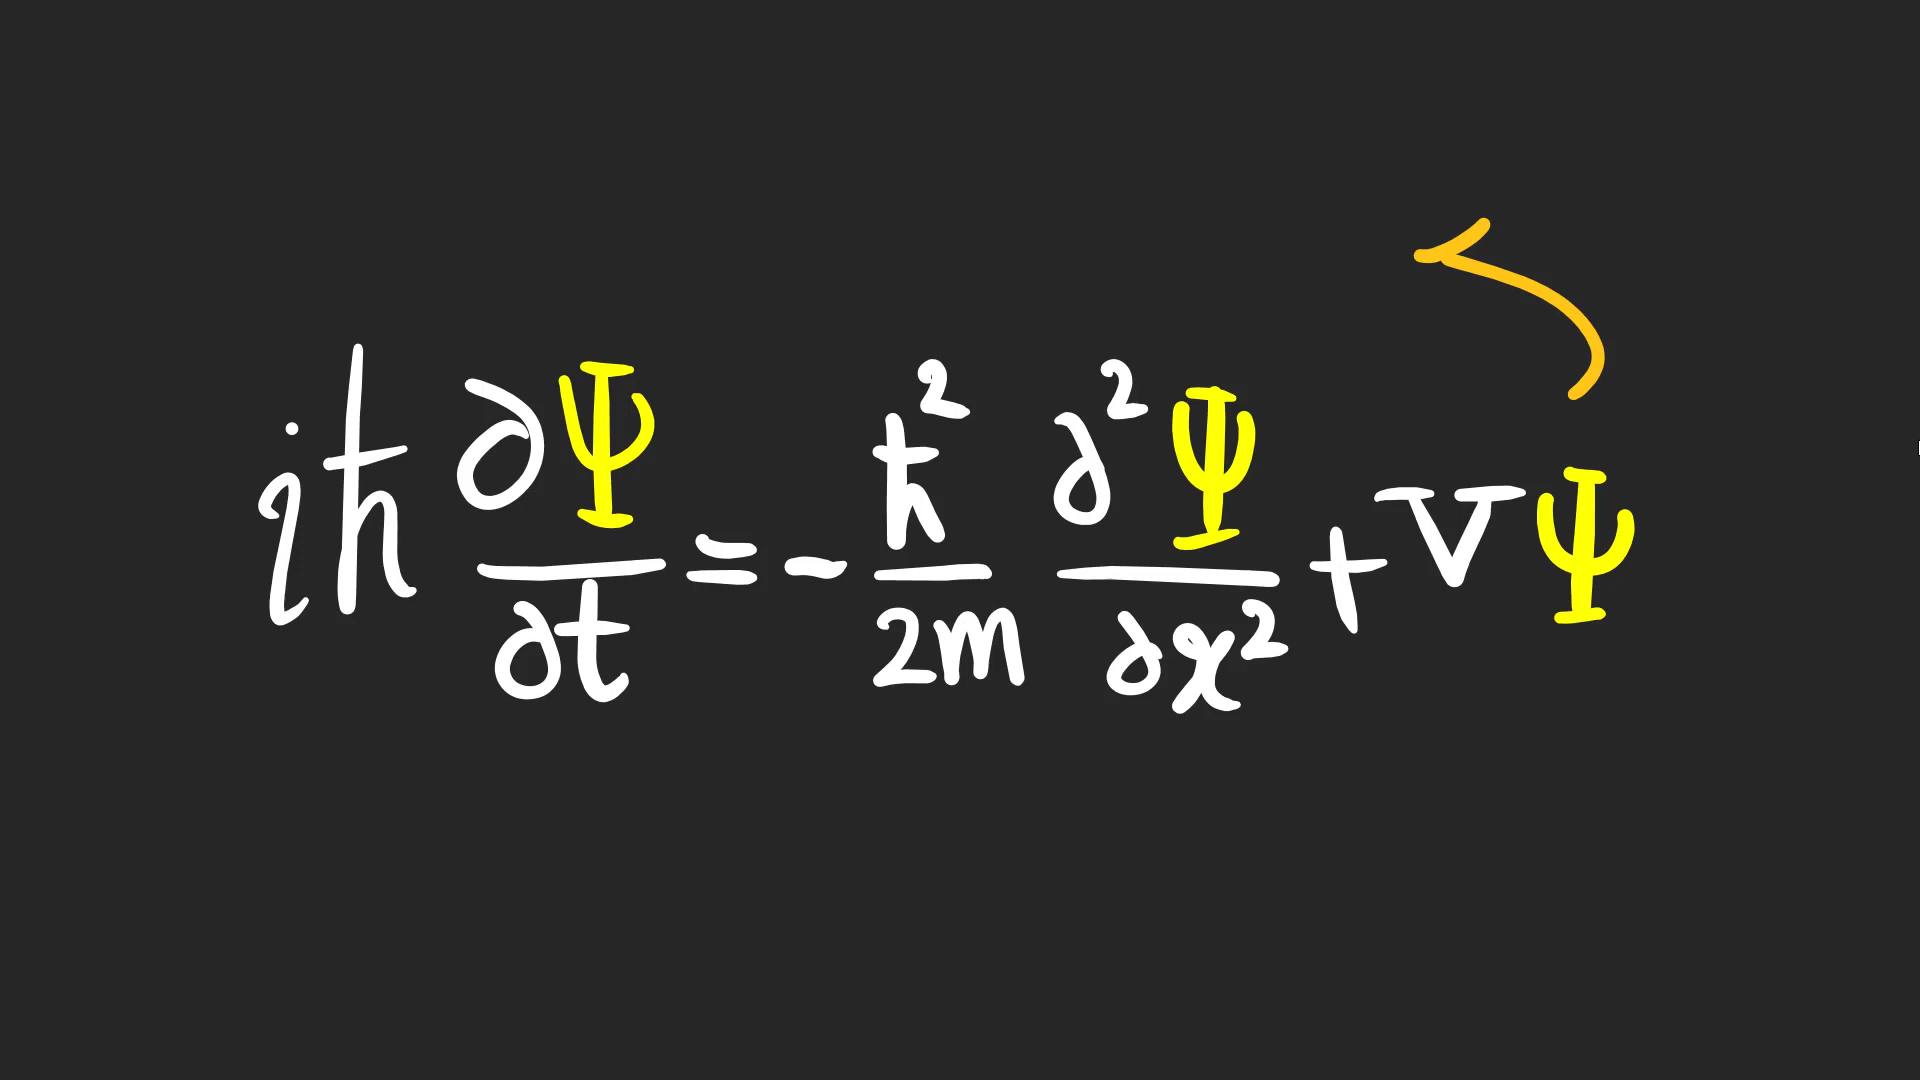 iħ ∂Ψ/∂t = - ħ²/2m ∂²Ψ/∂x² + VΨ